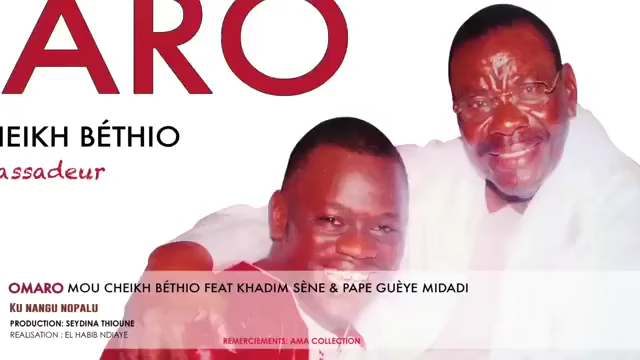 ARO
HEIKH BÉTHIO
assadeur
OMARO MOU CHEIKH BÉTHIO FEAT KHADIM SÈNE & PAPE GUÈYE MIDADI
KU NANGU NOPALU
PRODUCTION: SEYDINA THIOUNE
REALISATION : EL HABIB NDIAYE
REMERCIEMENTS: AMA COLLECTION